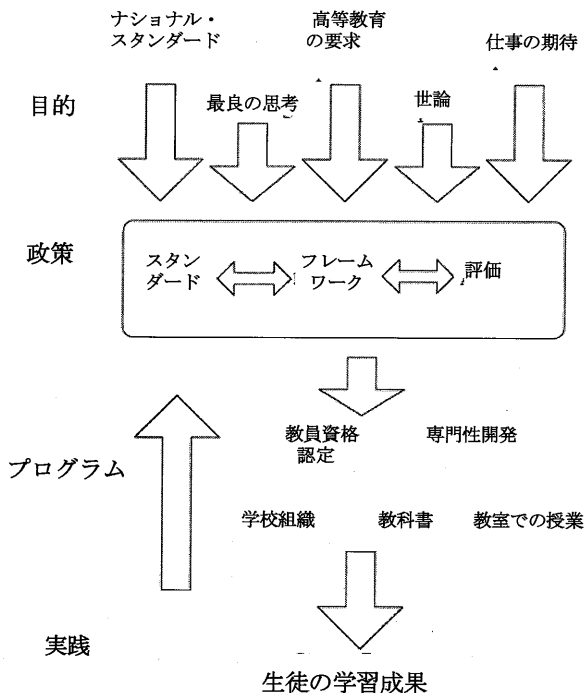 ナショナル・
スタンダード
高等教育
の要求
仕事の期待
目的
最良の思考
世論
政策
スタン
ダード
フレーム
ワーク
評価
教員資格
認定
専門性開発
プログラム
学校組織
教科書
教室での授業
実践
生徒の学習成果